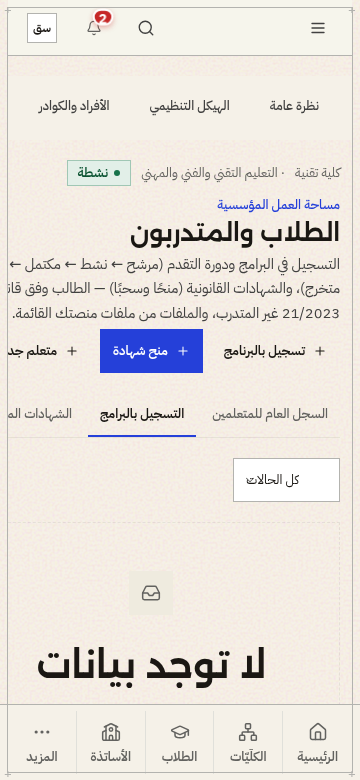 سق
2
نظرة عامة
الهيكل التنظيمي
الأفراد والكوادر
كلية تقنية · التعليم التقني والفني والمهني
نشطة
مساحة العمل المؤسسية
الطلاب والمتدربون
التسجيل في البرامج ودورة التقدم (مرشح ← نشط ← مكتمل ←
متخرج)، والشهادات القانونية (منحًا وسحبًا) — الطالب وفق
21/2023 غير المتدرب، والملفات من ملفات منصتك القائمة.
+ تسجيل بالبرنامج
+ منح شهادة
+ متعلم
السجل العام للمتعلمين
التسجيل بالبرامج
الشهادات
كل الحالات
لا توجد بيانات
الرئيسية
الكليّات
الطلاب
الأساتذة
المزيد